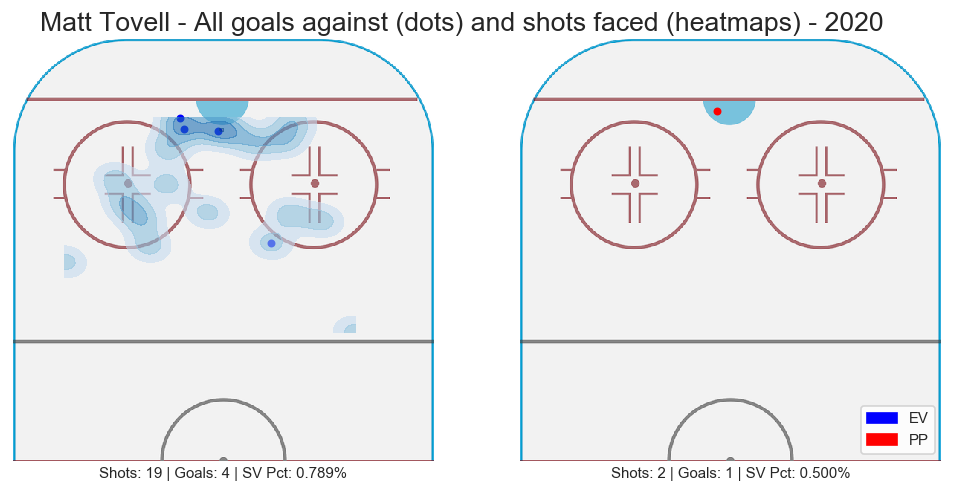 Matt Tovell - All goals against (dots) and shots faced (heatmaps) - 2020
EV
PP
Shots: 19 | Goals: 4 | SV Pct: 0.789%
Shots: 2 | Goals: 1 | SV Pct: 0.500%